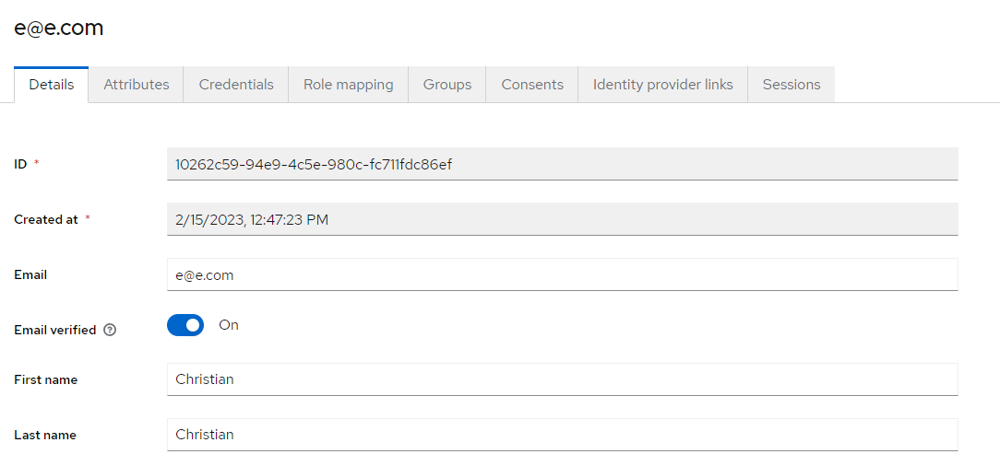 e@e.com
Details Attributes Credentials Role mapping Groups Consents Identity provider links Sessions
ID * 10262c59-94e9-4c5e-980c-fc711fdc86ef
Created at * 2/15/2023, 12:47:23 PM
Email e@e.com
Email verified ? On
First name Christian
Last name Christian